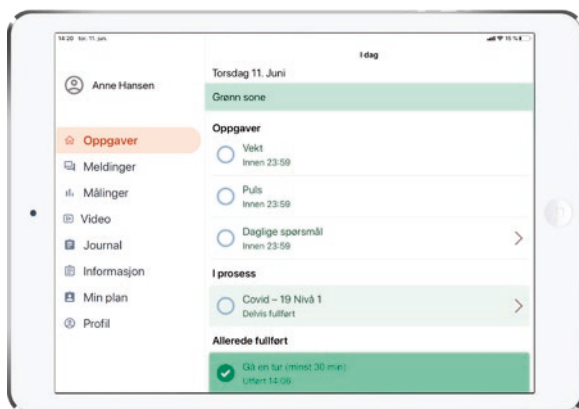 14:20 tor. 11. jun.
15 %
I dag
Anne Hansen
Oppgaver
Meldinger
Målinger
Video
Journal
Informasjon
Min plan
Profil
Torsdag 11. Juni
Grønn sone
Oppgaver
Vekt
Innen 23:59
Puls
Innen 23:59
Daglige spørsmål
Innen 23:59
I prosess
Covid – 19 Nivå 1
Delvis fullført
Allerede fullført
Gå en tur (minst 30 min)
Utført 14:06